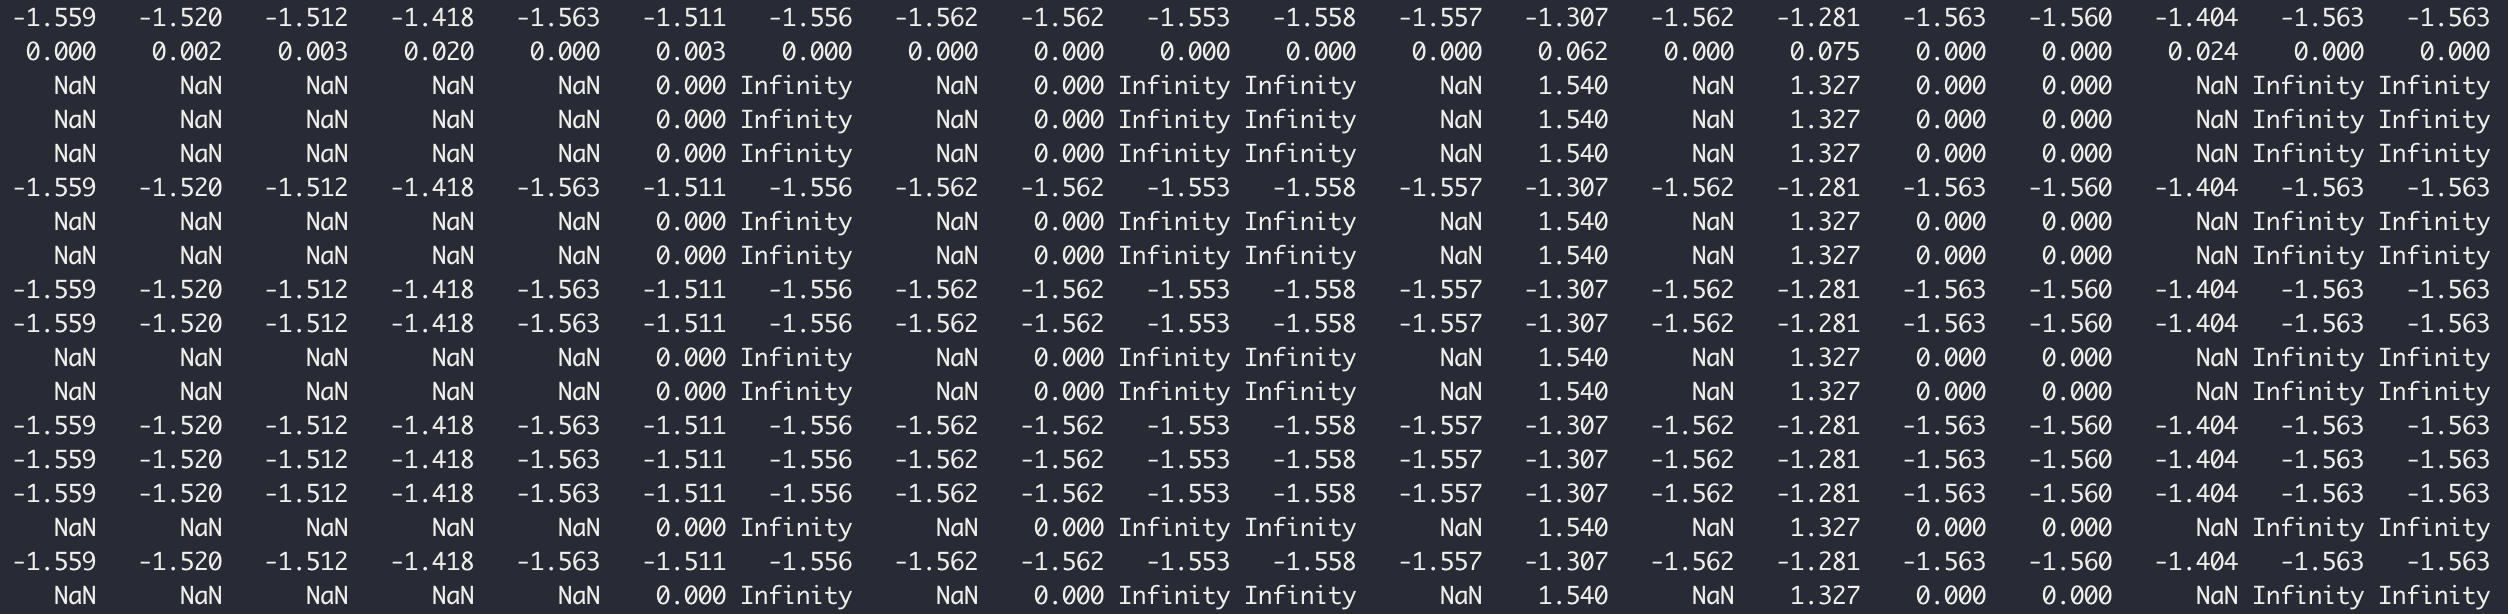 -1.559 -1.520 -1.512 -1.418 -1.563 -1.511 -1.556 -1.562 -1.562 -1.553 -1.558 -1.557 -1.307 -1.562 -1.281 -1.563 -1.560 -1.404 -1.563 -1.563
0.000 0.002 0.003 0.020 0.000 0.003 0.000 0.000 0.000 0.000 0.000 0.000 0.062 0.000 0.075 0.000 0.000 0.024 0.000 0.000
NaN NaN NaN NaN NaN 0.000 Infinity NaN 0.000 Infinity Infinity NaN 1.540 NaN 1.327 0.000 0.000 NaN Infinity Infinity
NaN NaN NaN NaN NaN 0.000 Infinity NaN 0.000 Infinity Infinity NaN 1.540 NaN 1.327 0.000 0.000 NaN Infinity Infinity
NaN NaN NaN NaN NaN 0.000 Infinity NaN 0.000 Infinity Infinity NaN 1.540 NaN 1.327 0.000 0.000 NaN Infinity Infinity
-1.559 -1.520 -1.512 -1.418 -1.563 -1.511 -1.556 -1.562 -1.562 -1.553 -1.558 -1.557 -1.307 -1.562 -1.281 -1.563 -1.560 -1.404 -1.563 -1.563
NaN NaN NaN NaN NaN 0.000 Infinity NaN 0.000 Infinity Infinity NaN 1.540 NaN 1.327 0.000 0.000 NaN Infinity Infinity
NaN NaN NaN NaN NaN 0.000 Infinity NaN 0.000 Infinity Infinity NaN 1.540 NaN 1.327 0.000 0.000 NaN Infinity Infinity
-1.559 -1.520 -1.512 -1.418 -1.563 -1.511 -1.556 -1.562 -1.562 -1.553 -1.558 -1.557 -1.307 -1.562 -1.281 -1.563 -1.560 -1.404 -1.563 -1.563
-1.559 -1.520 -1.512 -1.418 -1.563 -1.511 -1.556 -1.562 -1.562 -1.553 -1.558 -1.557 -1.307 -1.562 -1.281 -1.563 -1.560 -1.404 -1.563 -1.563
NaN NaN NaN NaN NaN 0.000 Infinity NaN 0.000 Infinity Infinity NaN 1.540 NaN 1.327 0.000 0.000 NaN Infinity Infinity
NaN NaN NaN NaN NaN 0.000 Infinity NaN 0.000 Infinity Infinity NaN 1.540 NaN 1.327 0.000 0.000 NaN Infinity Infinity
-1.559 -1.520 -1.512 -1.418 -1.563 -1.511 -1.556 -1.562 -1.562 -1.553 -1.558 -1.557 -1.307 -1.562 -1.281 -1.563 -1.560 -1.404 -1.563 -1.563
-1.559 -1.520 -1.512 -1.418 -1.563 -1.511 -1.556 -1.562 -1.562 -1.553 -1.558 -1.557 -1.307 -1.562 -1.281 -1.563 -1.560 -1.404 -1.563 -1.563
-1.559 -1.520 -1.512 -1.418 -1.563 -1.511 -1.556 -1.562 -1.562 -1.553 -1.558 -1.557 -1.307 -1.562 -1.281 -1.563 -1.560 -1.404 -1.563 -1.563
NaN NaN NaN NaN NaN 0.000 Infinity NaN 0.000 Infinity Infinity NaN 1.540 NaN 1.327 0.000 0.000 NaN Infinity Infinity
-1.559 -1.520 -1.512 -1.418 -1.563 -1.511 -1.556 -1.562 -1.562 -1.553 -1.558 -1.557 -1.307 -1.562 -1.281 -1.563 -1.560 -1.404 -1.563 -1.563
NaN NaN NaN NaN NaN 0.000 Infinity NaN 0.000 Infinity Infinity NaN 1.540 NaN 1.327 0.000 0.000 NaN Infinity Infinity